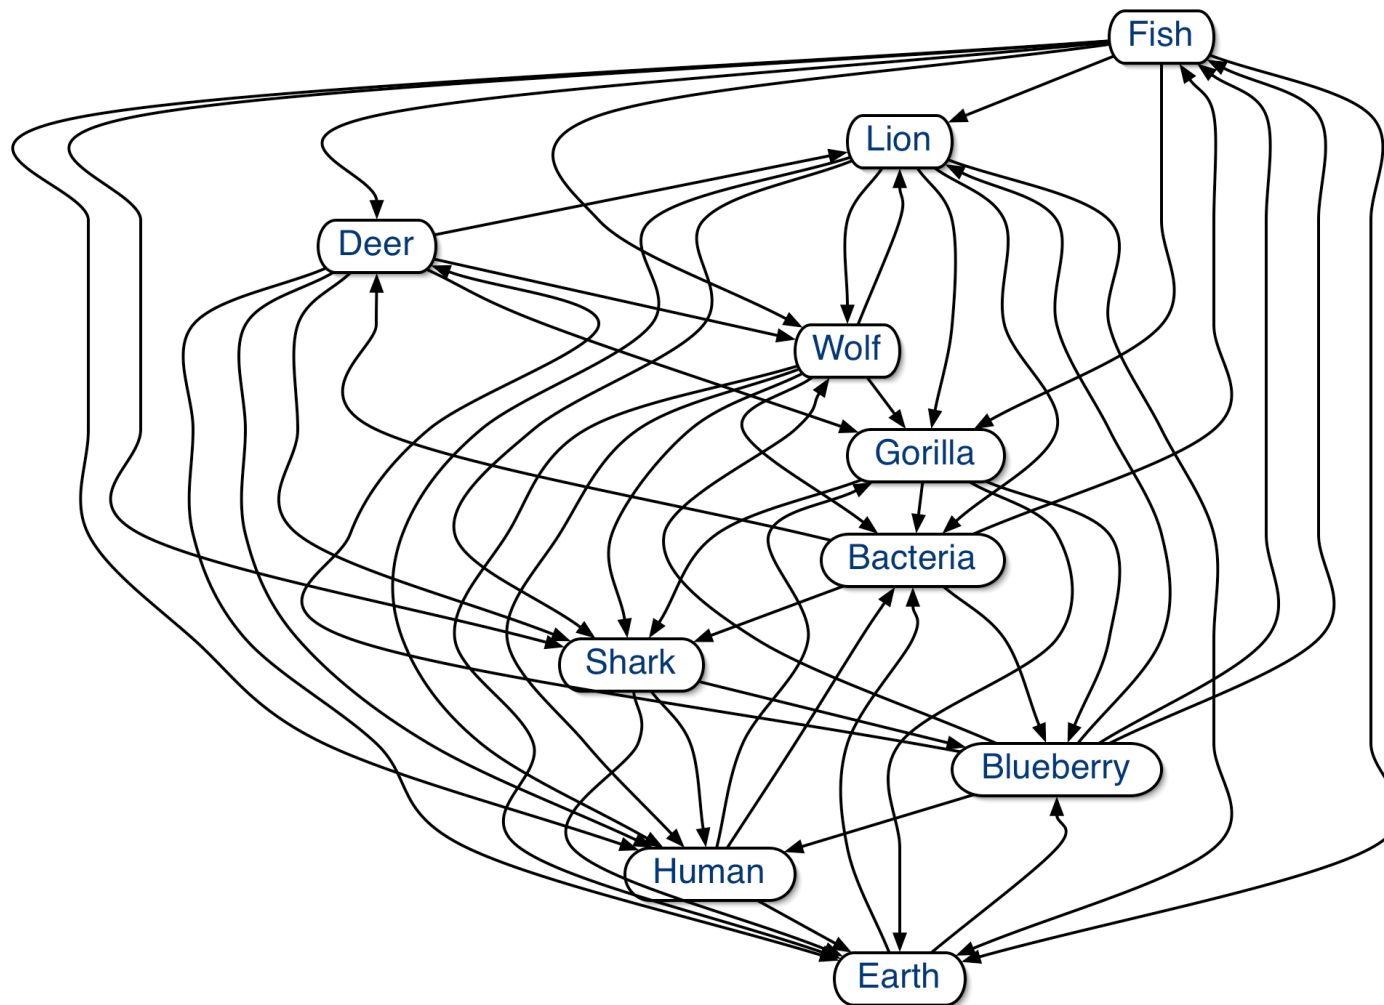 Fish
Lion
Deer
Wolf
Gorilla
Bacteria
Shark
Blueberry
Human
Earth